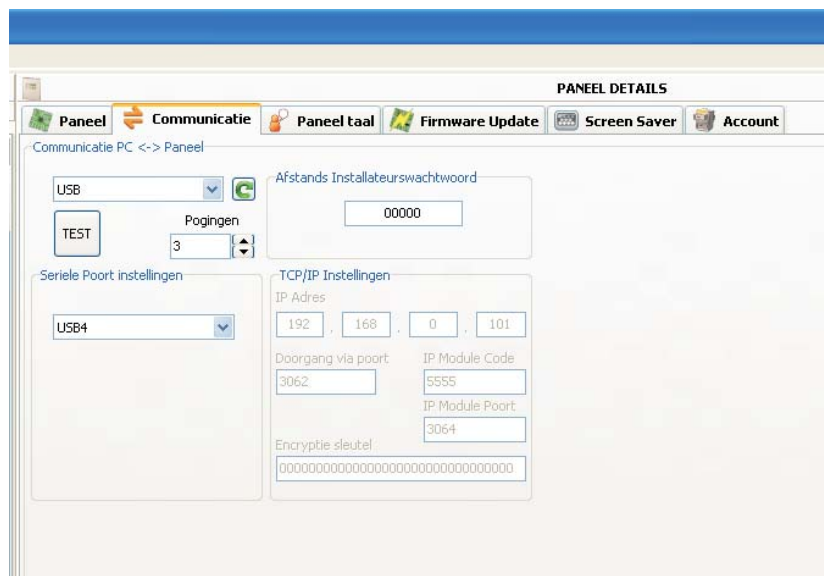 PANEEL DETAILS
Paneel Communicatie Paneel taal Firmware Update Screen Saver Account
Communicatie PC <-> Paneel
USB
TEST
Pogingen
3
Afstands Installateurswachtwoord
00000
Seriele Poort instellingen
USB4
TCP/IP Instellingen
IP Adres
192 . 168 . 0 . 101
Doorgang via poort IP Module Code
3062 5555
IP Module Poort
3064
Encryptie sleutel
00000000000000000000000000000000